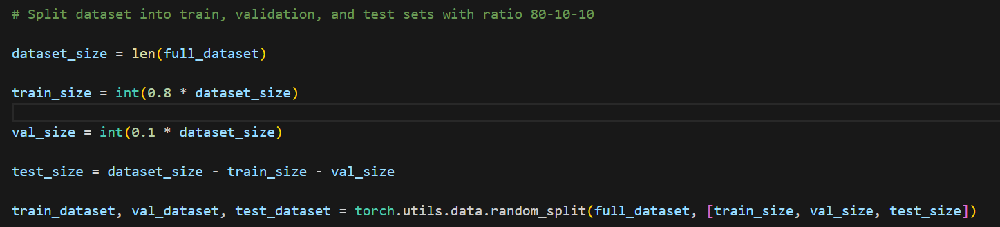 # Split dataset into train, validation, and test sets with ratio 80-10-10
dataset_size = len(full_dataset)
train_size = int(0.8 * dataset_size)
val_size = int(0.1 * dataset_size)
test_size = dataset_size - train_size - val_size
train_dataset, val_dataset, test_dataset = torch.utils.data.random_split(full_dataset, [train_size, val_size, test_size])